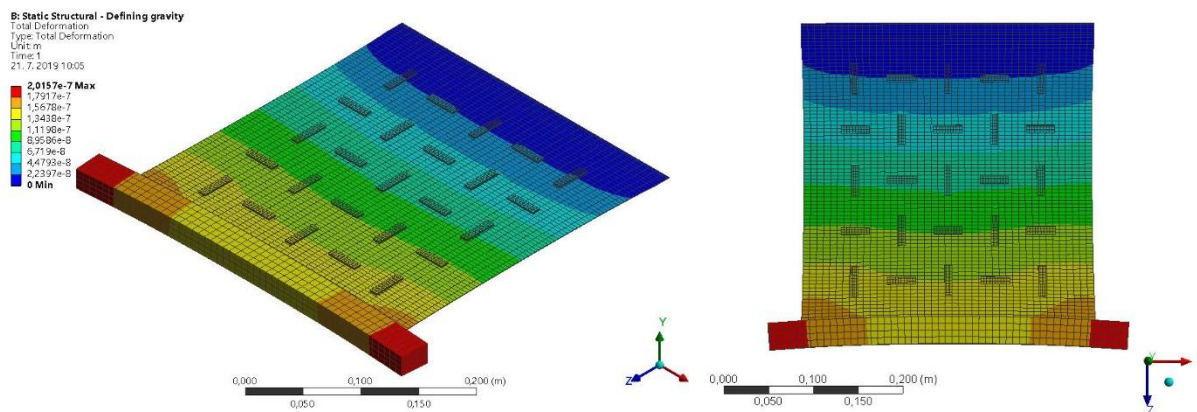 B: Static Structural - Defining gravity
Total Deformation
Type: Total Deformation
Unit: m
Time: 1
21. 7. 2019 10:05
2,0157e-7 Max
1,7917e-7
1,5678e-7
1,3438e-7
1,1198e-7
8,9586e-8
6,719e-8
4,4793e-8
2,2397e-8
0 Min
0,000 0,100 0,200 (m)
0,050 0,150
Y
Z
0,000 0,100 0,200 (m)
0,050 0,150
Y
Z